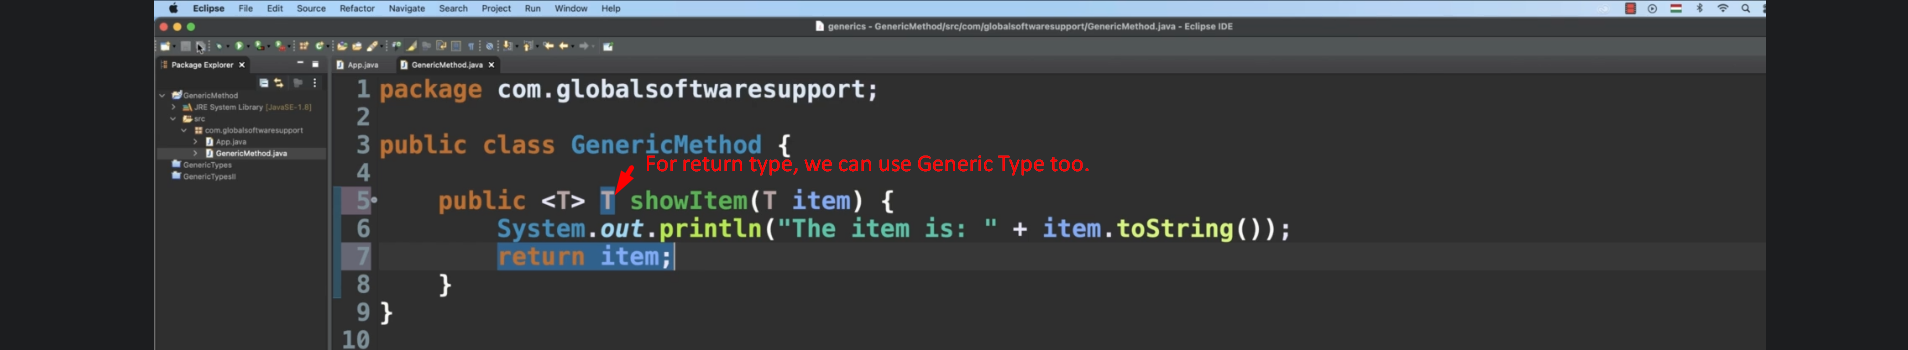 Eclipse File Edit Source Refactor Navigate Search Project Run Window Help
generics - GenericMethod/src/com/globalsoftwaresupport/GenericMethod.java - Eclipse IDE
Package Explorer
App.java
GenericMethod.java
GenericMethod
JRE System Library [JavaSE-1.8]
src
com.globalsoftwaresupport
App.java
GenericMethod.java
GenericTypes
GenericTypesII
1 package com.globalsoftwaresupport;
2
3 public class GenericMethod {
For return type, we can use Generic Type too.
4
5 public <T> T showItem(T item) {
6 System.out.println("The item is: " + item.toString());
7 return item;
8 }
9 }
10